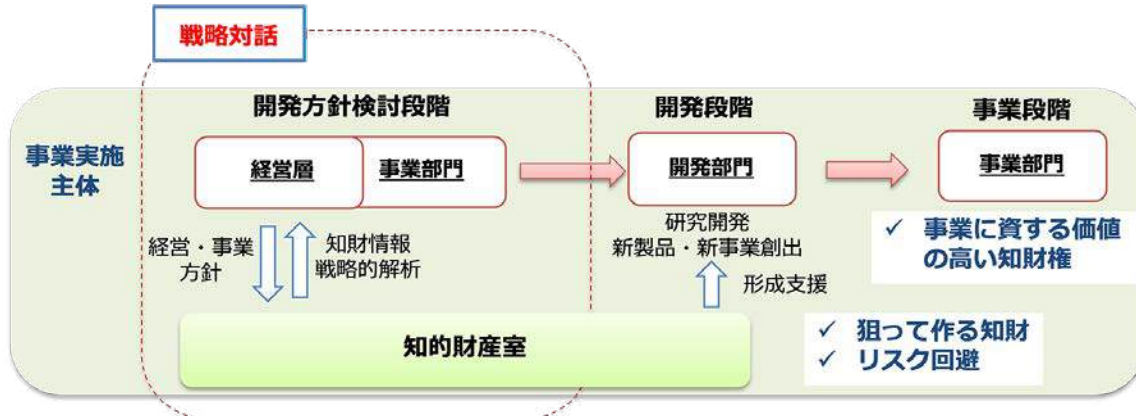 戦略対話
開発方針検討段階
開発段階
事業段階
事業実施
主体
経営層
事業部門
開発部門
事業部門
経営・事業
方針
知財情報
戦略的解析
研究開発
新製品・新事業創出
形成支援
✓ 事業に資する価値
の高い知財権
知的財産室
✓ 狙って作る知財
✓ リスク回避